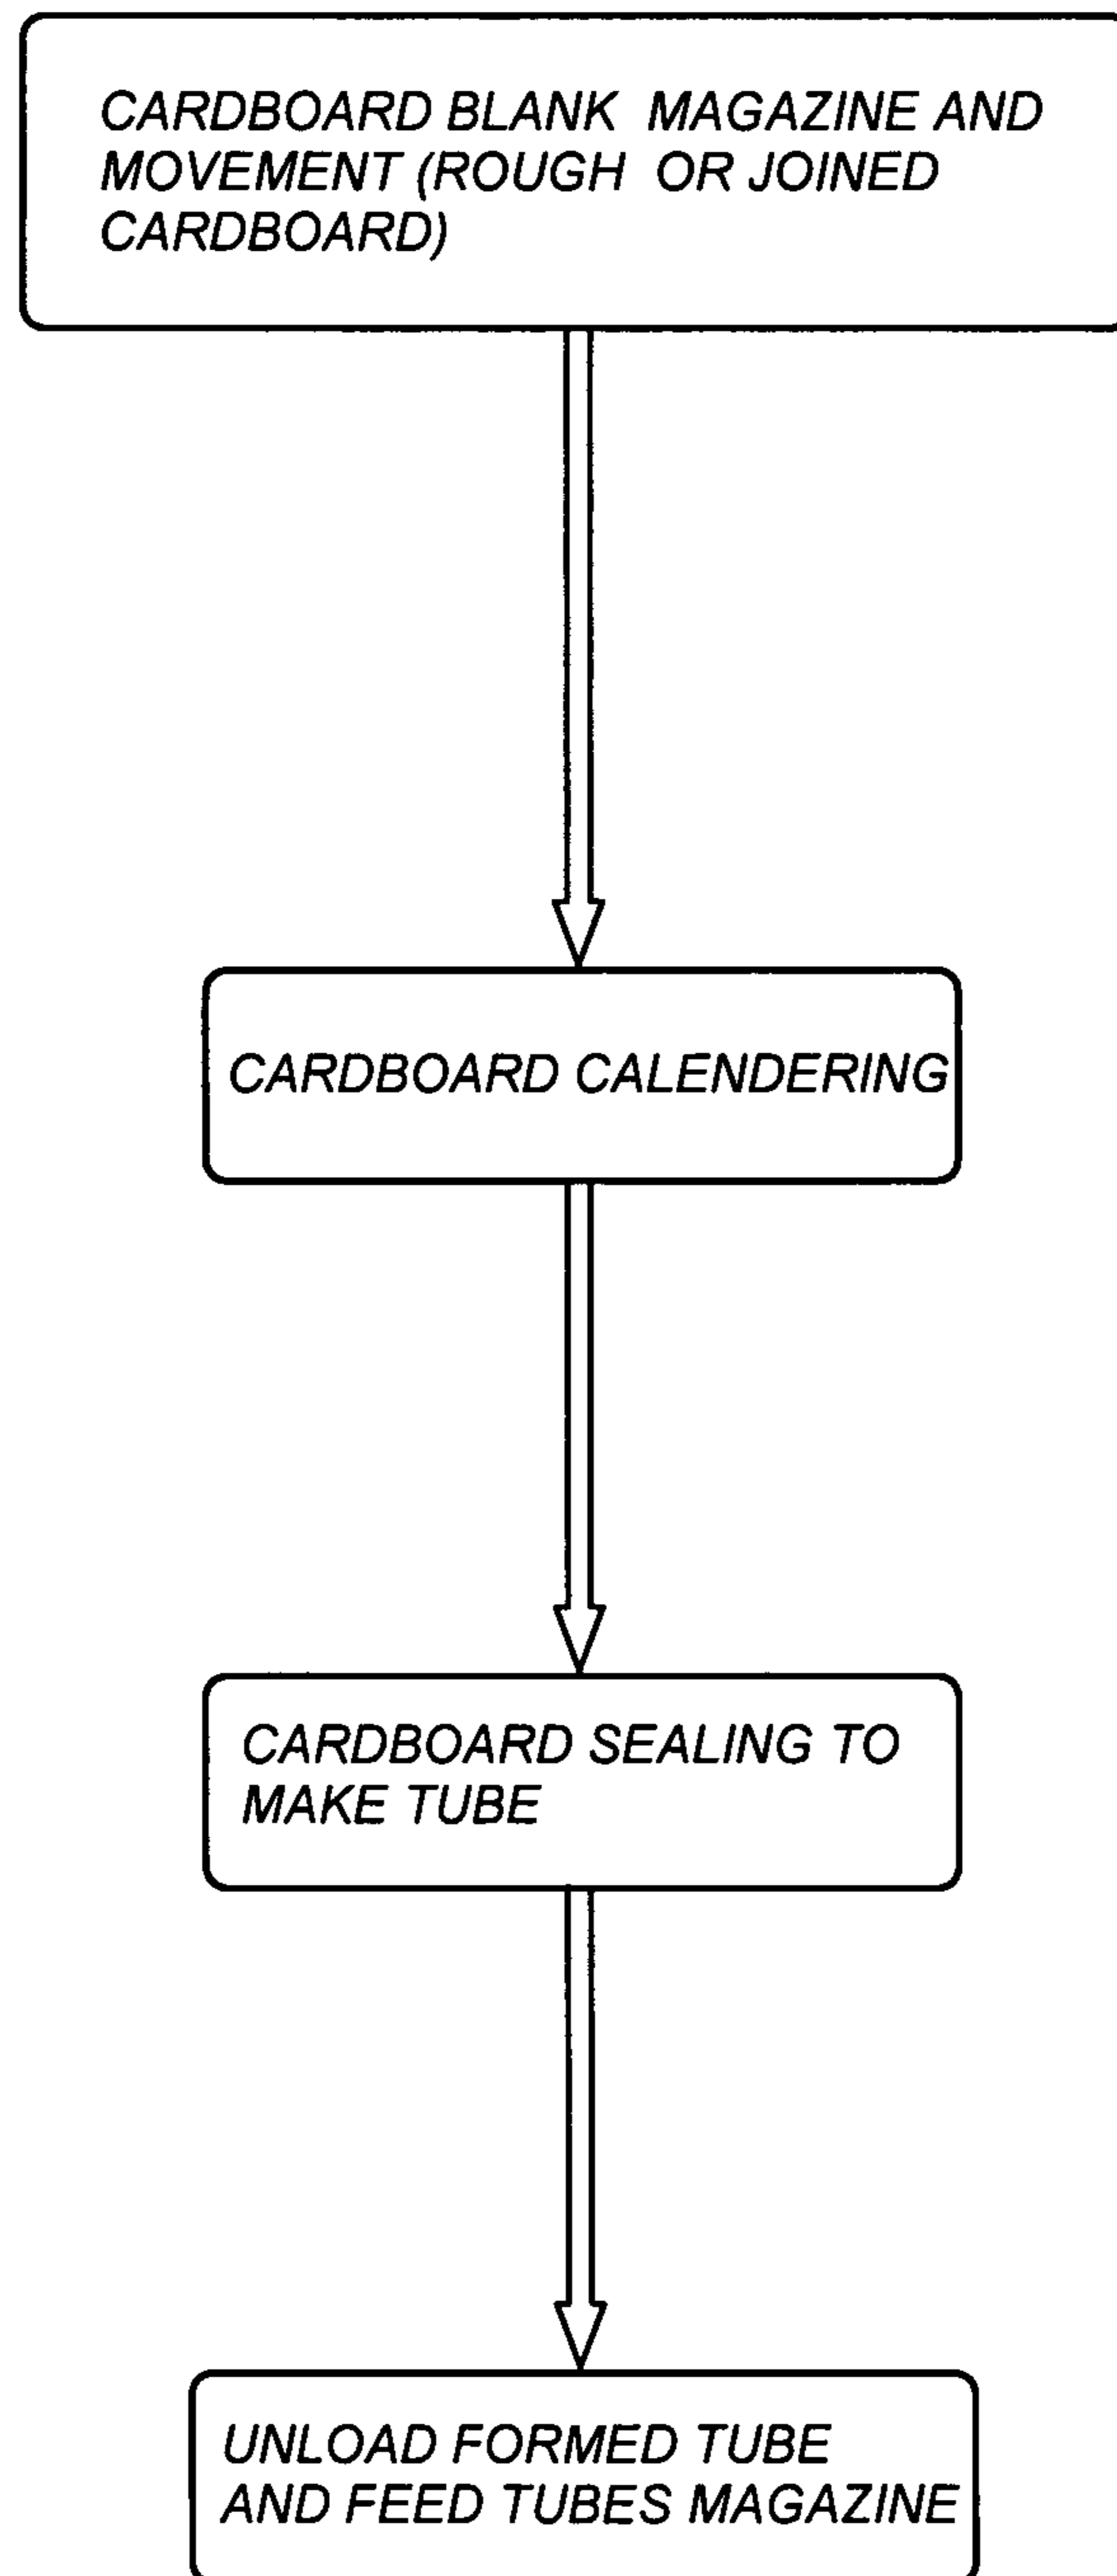 CARDBOARD BLANK MAGAZINE AND
MOVEMENT (ROUGH OR JOINED
CARDBOARD)
CARDBOARD CALENDERING
CARDBOARD SEALING TO
MAKE TUBE
UNLOAD FORMED TUBE
AND FEED TUBES MAGAZINE